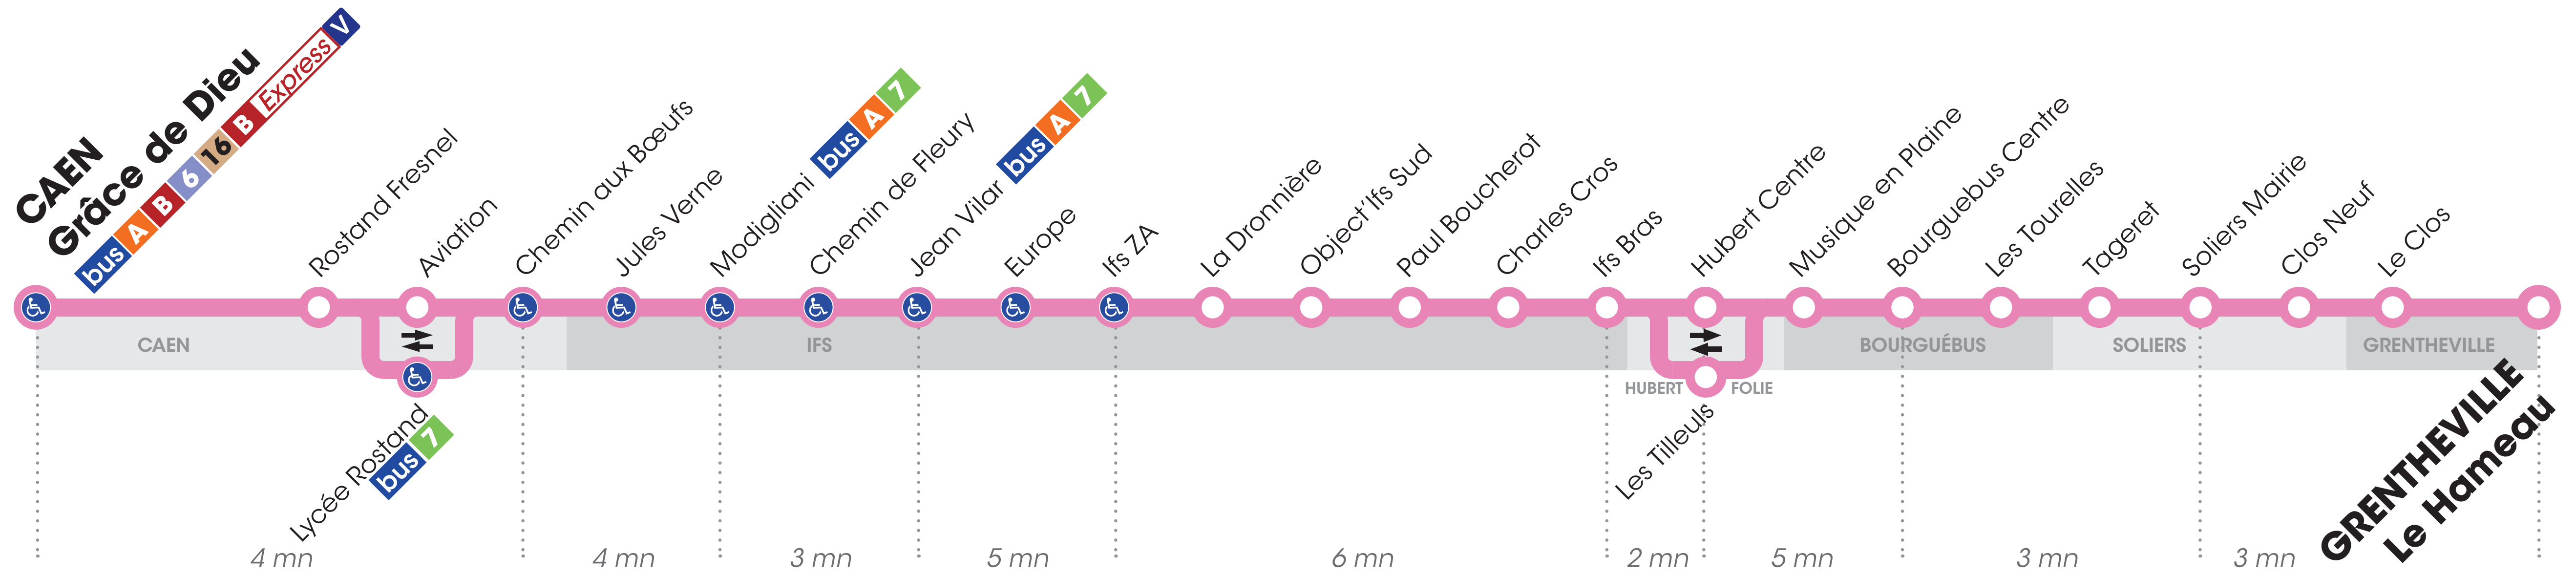 CAEN
Grâce de Dieu
bus A B 6 16 B Express V
Rostand Fresnel
Aviation
Chemin aux Bœufs
Jules Verne
Modigliani bus A 7
Chemin de Fleury
Jean Vilar bus A 7
Europe
Ifs ZA
La Dronnière
Object'Ifs Sud
Paul Boucherot
Charles Cros
Ifs Bras
Hubert Centre
Musique en Plaine
Bourguebus Centre
Les Tourelles
Tageret
Soliers Mairie
Clos Neuf
Le Clos
CAEN
IFS
HUBERT FOLIE
BOURGUÉBUS
SOLIERS
GRENTHEVILLE
Lycée Rostand
bus 7
Les Tilleuls
GRENTHEVILLE
Le Hameau
4 mn
4 mn
3 mn
5 mn
6 mn
2 mn
5 mn
3 mn
3 mn